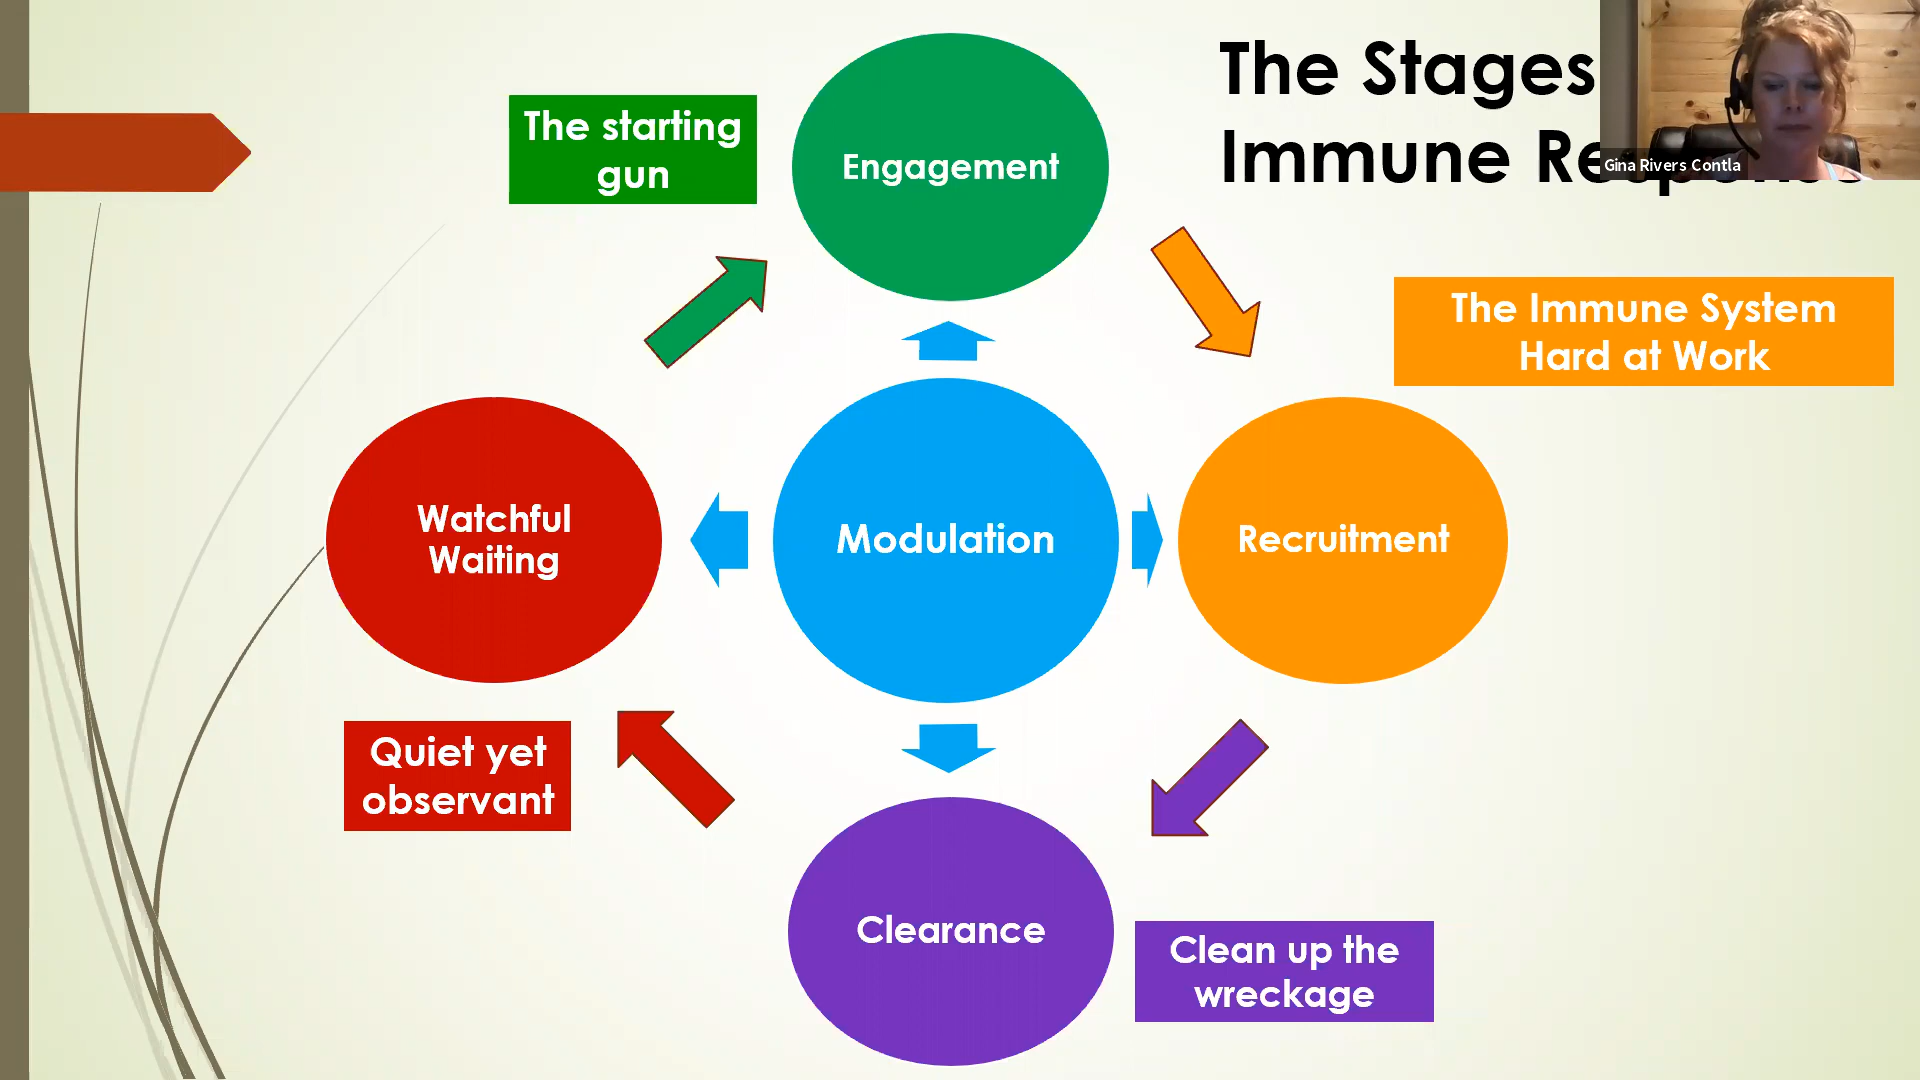 The Stages
Immune
The starting
gun
Engagement
Gina Rivers Contla
The Immune System
Hard at Work
Watchful
Waiting
Modulation
Recruitment
Quiet yet
observant
Clearance
Clean up the
wreckage